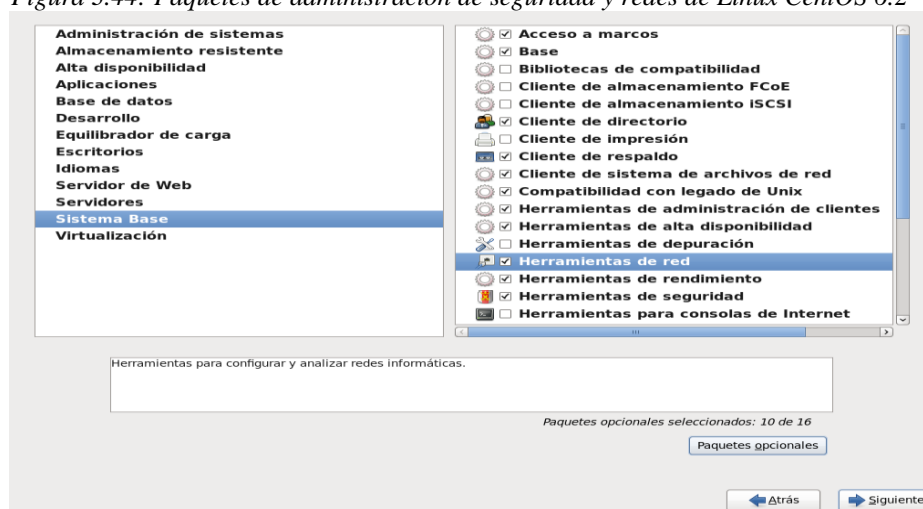 Figura 3.44: Paquetes de administración de seguridad y redes de Linux CentOS 6.2
Administración de sistemas
Almacenamiento resistente
Alta disponibilidad
Aplicaciones
Base de datos
Desarrollo
Equilibrador de carga
Escritorios
Idiomas
Servidor de Web
Servidores
Sistema Base
Virtualización
Acceso a marcos
Base
Bibliotecas de compatibilidad
Cliente de almacenamiento FCoE
Cliente de almacenamiento iSCSI
Cliente de directorio
Cliente de impresión
Cliente de respaldo
Cliente de sistema de archivos de red
Compatibilidad con legado de Unix
Herramientas de administración de clientes
Herramientas de alta disponibilidad
Herramientas de depuración
Herramientas de red
Herramientas de rendimiento
Herramientas de seguridad
Herramientas para consolas de Internet
Herramientas para configurar y analizar redes informáticas.
Paquetes opcionales seleccionados: 10 de 16
Paquetes opcionales
Atrás
Siguiente